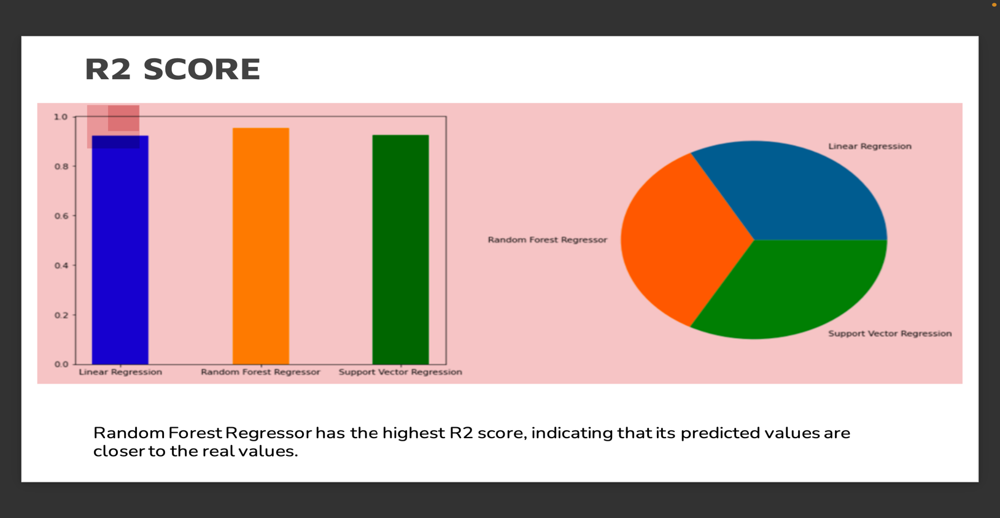 R2 SCORE
1.0
0.8
0.6
0.4
0.2
0.0
Linear Regression
Random Forest Regressor
Support Vector Regression
Linear Regression
Random Forest Regressor
Support Vector Regression
Random Forest Regressor has the highest R2 score, indicating that its predicted values are
closer to the real values.